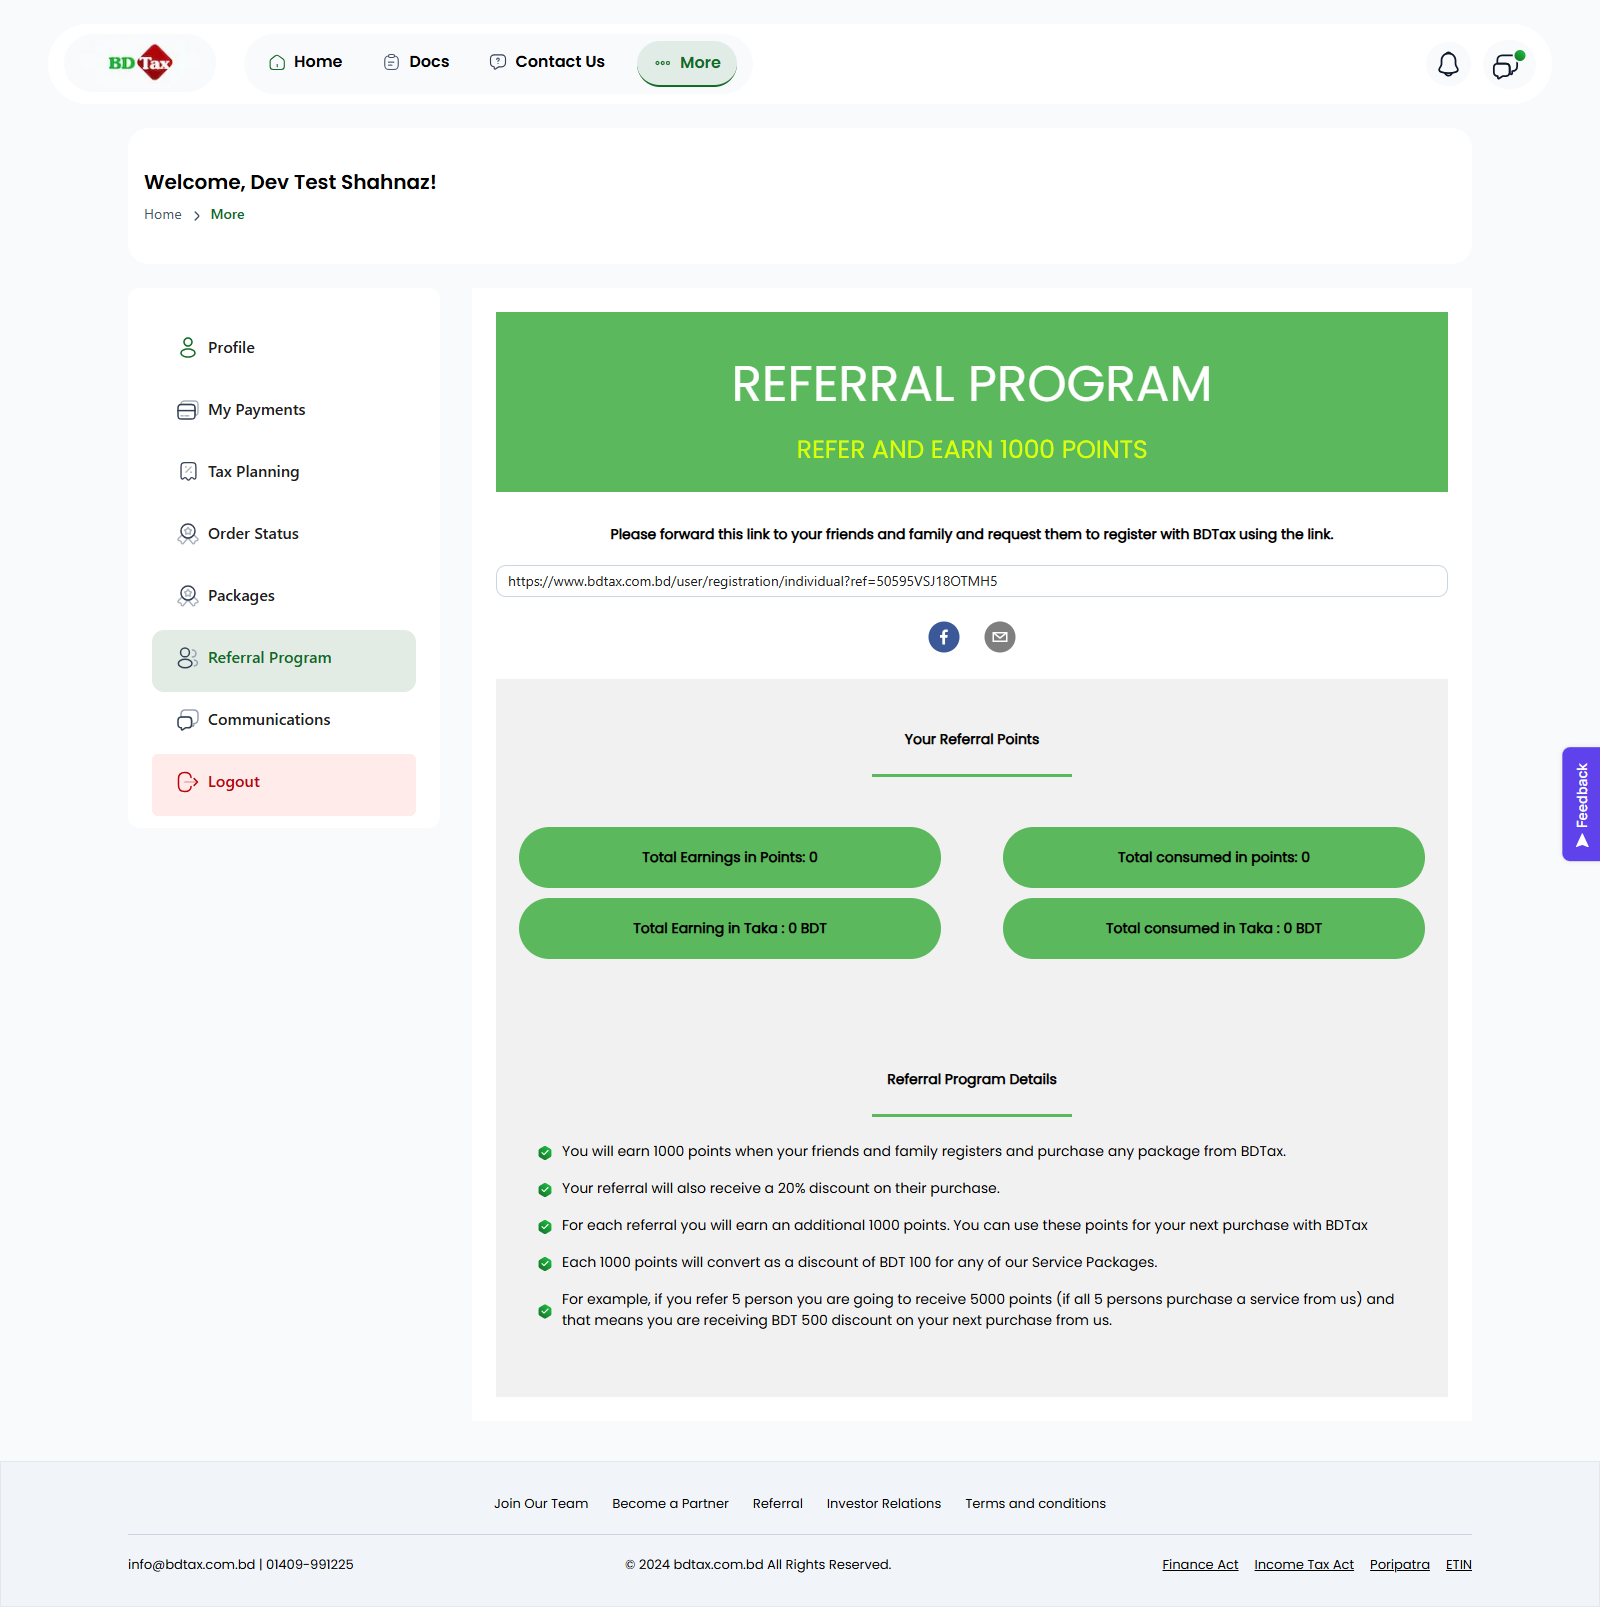 BD Tax
Home
Docs
Contact Us
More
Welcome, Dev Test Shahnaz!
Home > More
Profile
My Payments
Tax Planning
Order Status
Packages
Referral Program
Communications
Logout
REFERRAL PROGRAM
REFER AND EARN 1000 POINTS
Please forward this link to your friends and family and request them to register with BDTax using the link.
https://www.bdtax.com.bd/user/registration/individual?ref=50595VSJ18OTMH5
Your Referral Points
Total Earnings in Points: 0
Total consumed in points: 0
Total Earning in Taka : 0 BDT
Total consumed in Taka : 0 BDT
Referral Program Details
You will earn 1000 points when your friends and family registers and purchase any package from BDTax.
Your referral will also receive a 20% discount on their purchase.
For each referral you will earn an additional 1000 points. You can use these points for your next purchase with BDTax
Each 1000 points will convert as a discount of BDT 100 for any of our Service Packages.
For example, if you refer 5 person you are going to receive 5000 points (if all 5 persons purchase a service from us) and
that means you are receiving BDT 500 discount on your next purchase from us.
Feedback
Join Our Team
Become a Partner
Referral
Investor Relations
Terms and conditions
info@bdtax.com.bd | 01409-991225
© 2024 bdtax.com.bd All Rights Reserved.
Finance Act
Income Tax Act
Poripatra
ETIN